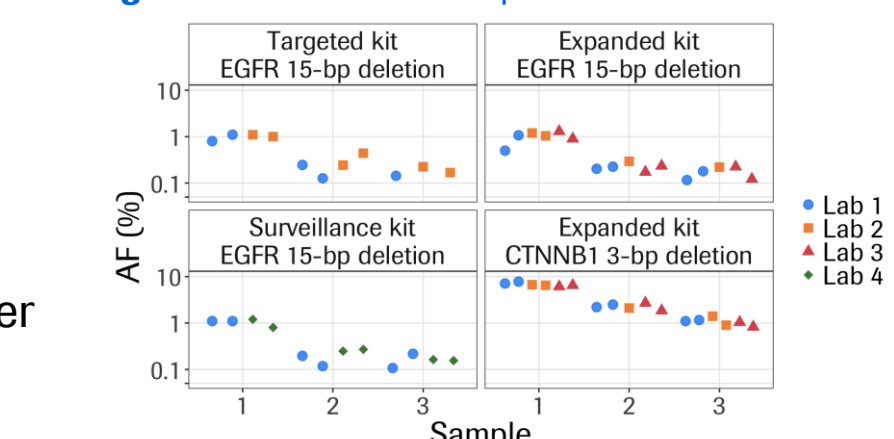 Targeted kit
EGFR 15-bp deletion
Expanded kit
EGFR 15-bp deletion
10
1
0.1
Surveillance kit
EGFR 15-bp deletion
Expanded kit
CTNNB1 3-bp deletion
10
1
0.1
AF (%)
1 2 3
1 2 3
Sample
Lab 1
Lab 2
Lab 3
Lab 4
er